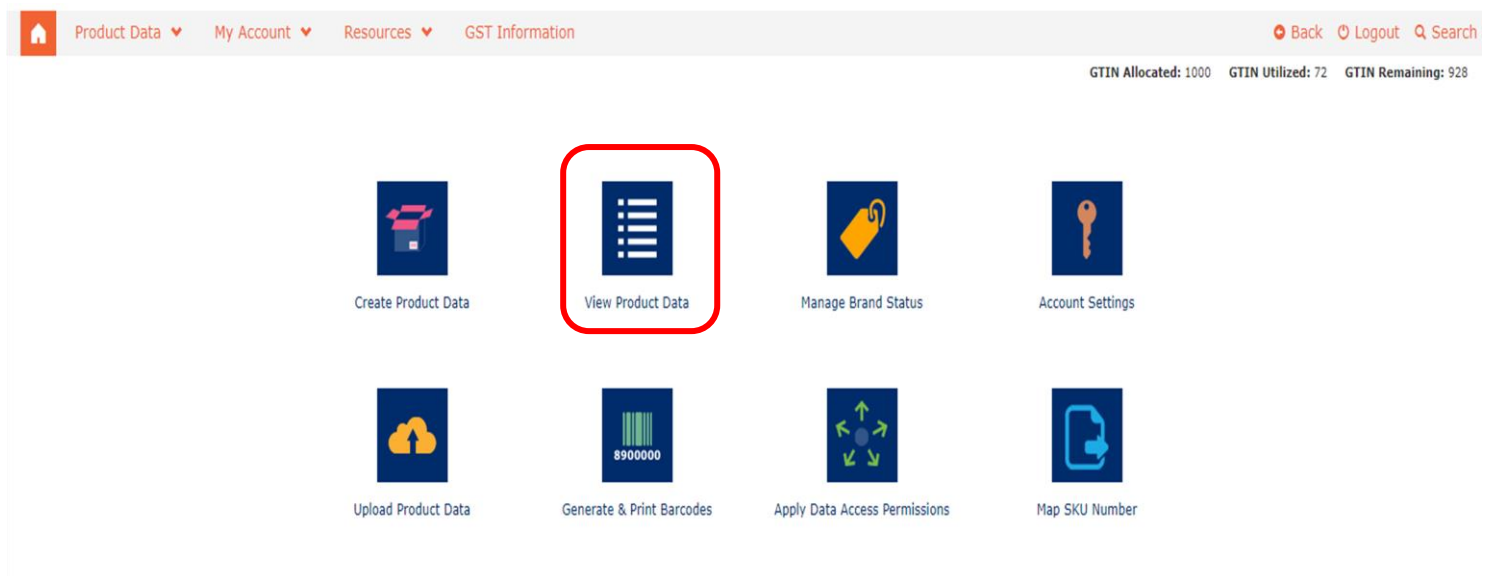 Product Data My Account Resources GST Information Back Logout Search
GTIN Allocated: 1000 GTIN Utilized: 72 GTIN Remaining: 928
Create Product Data View Product Data Manage Brand Status Account Settings
8900000
Upload Product Data Generate & Print Barcodes Apply Data Access Permissions Map SKU Number